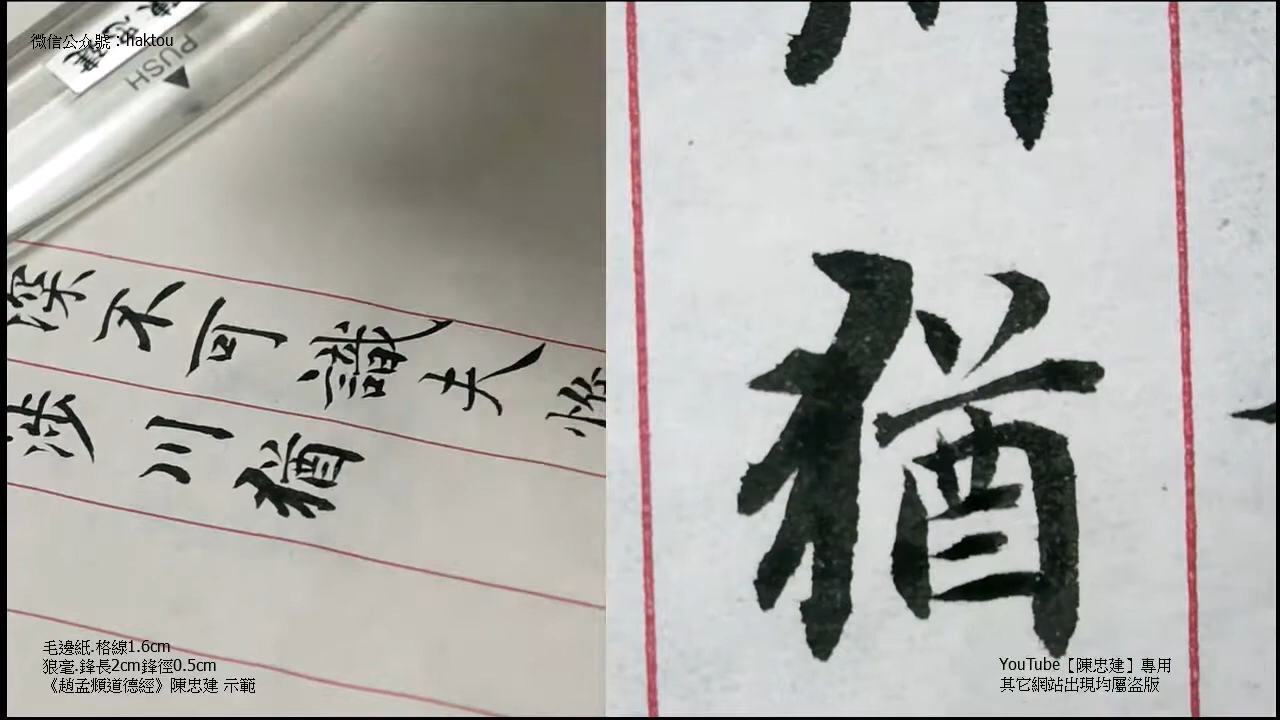 微信公众號：haktou
PUSH
深不可識夫
涉川猶
猶
毛邊紙.格線1.6cm
狼毫.鋒長2cm鋒徑0.5cm
《趙孟頫道德經》陳忠建 示範
YouTube［陳忠建］專用
其它網站出現均屬盜版